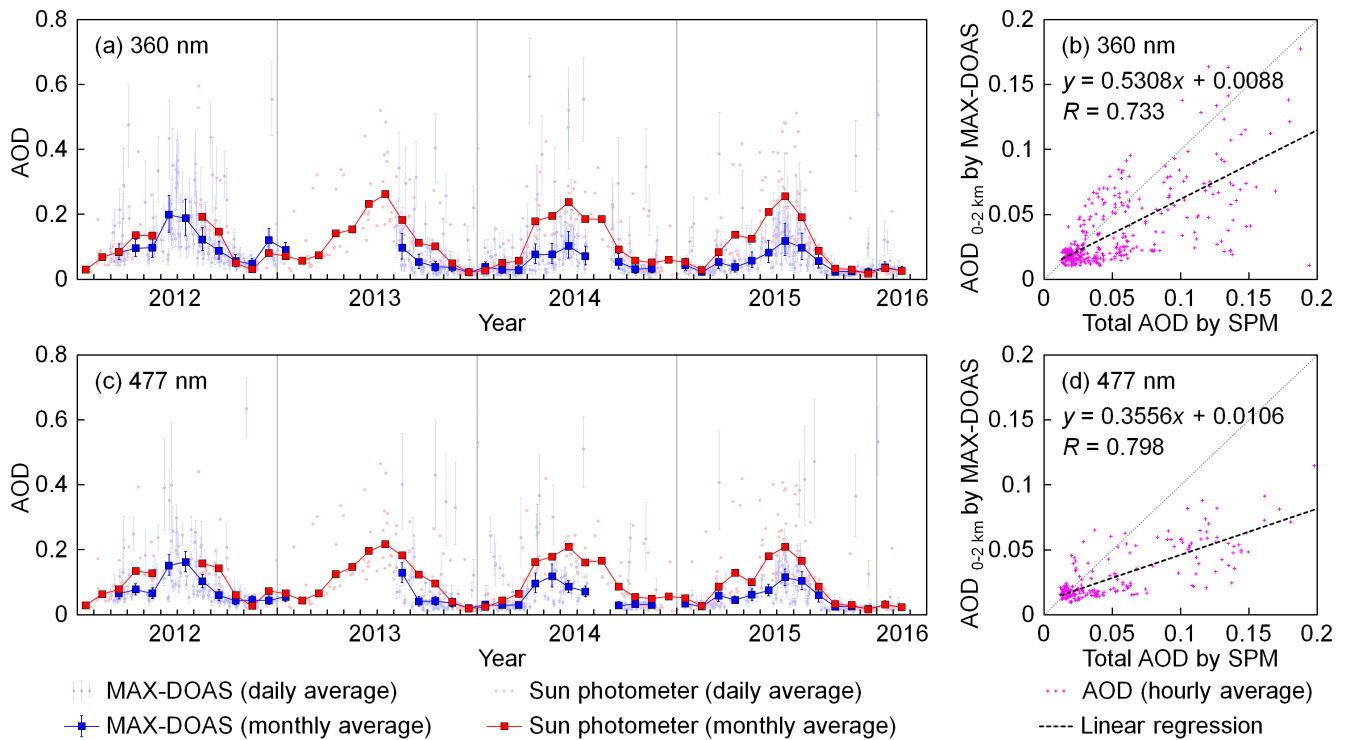 (a) 360 nm
AOD
0.8
0.6
0.4
0.2
0
2012 2013 2014 2015 2016
Year
(b) 360 nm
y = 0.5308x + 0.0088
R = 0.733
AOD 0-2 km by MAX-DOAS
0.2
0.15
0.1
0.05
0
0 0.05 0.1 0.15 0.2
Total AOD by SPM
(c) 477 nm
AOD
0.8
0.6
0.4
0.2
0
2012 2013 2014 2015 2016
Year
(d) 477 nm
y = 0.3556x + 0.0106
R = 0.798
AOD 0-2 km by MAX-DOAS
0.2
0.15
0.1
0.05
0
0 0.05 0.1 0.15 0.2
Total AOD by SPM
MAX-DOAS (daily average)
Sun photometer (daily average)
AOD (hourly average)
MAX-DOAS (monthly average)
Sun photometer (monthly average)
Linear regression